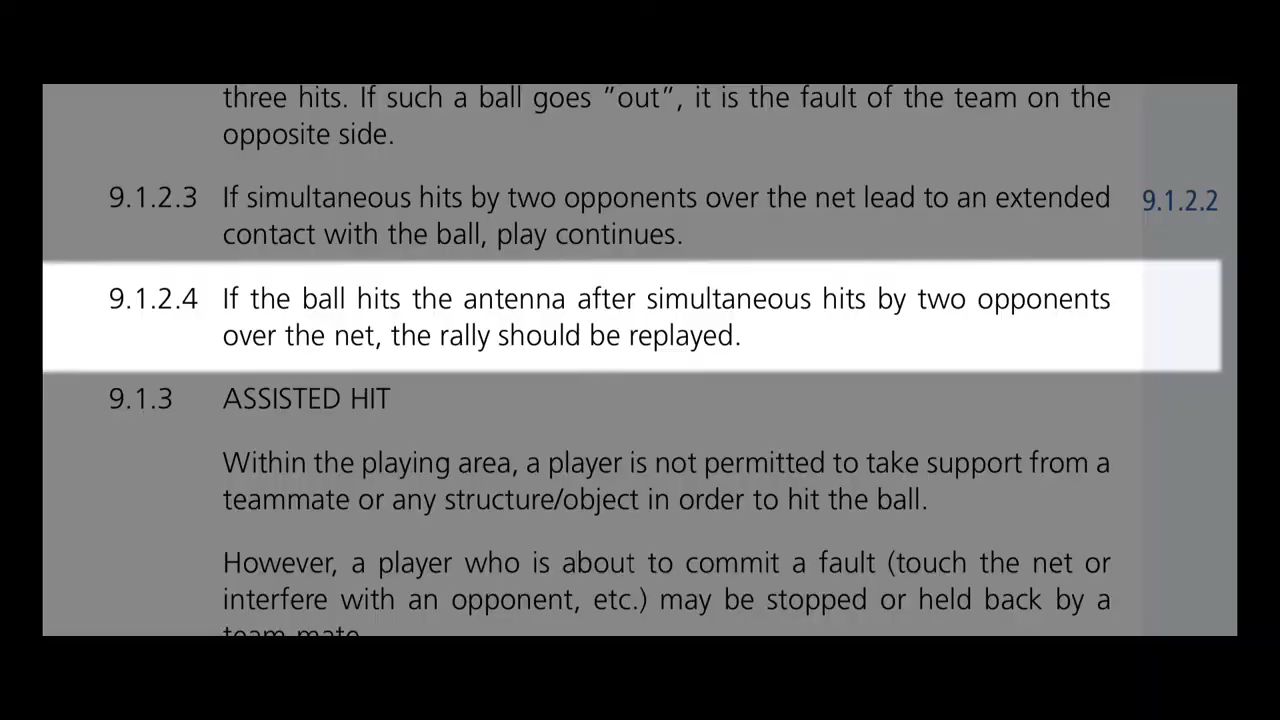 three hits. If such a ball goes ”out”, it is the fault of the team on the
opposite side.
9.1.2.3 If simultaneous hits by two opponents over the net lead to an extended 9.1.2.2
contact with the ball, play continues.
9.1.2.4 If the ball hits the antenna after simultaneous hits by two opponents
over the net, the rally should be replayed.
9.1.3 ASSISTED HIT
Within the playing area, a player is not permitted to take support from a
teammate or any structure/object in order to hit the ball.
However, a player who is about to commit a fault (touch the net or
interfere with an opponent, etc.) may be stopped or held back by a
team mate.